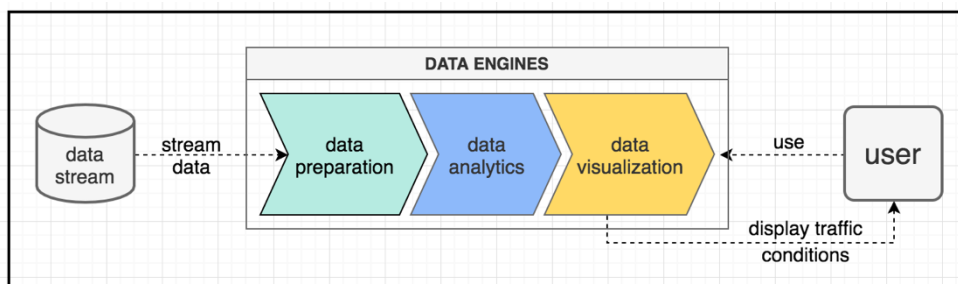 DATA ENGINES
data
stream
stream
data
data
preparation
data
analytics
data
visualization
use
user
display traffic
conditions